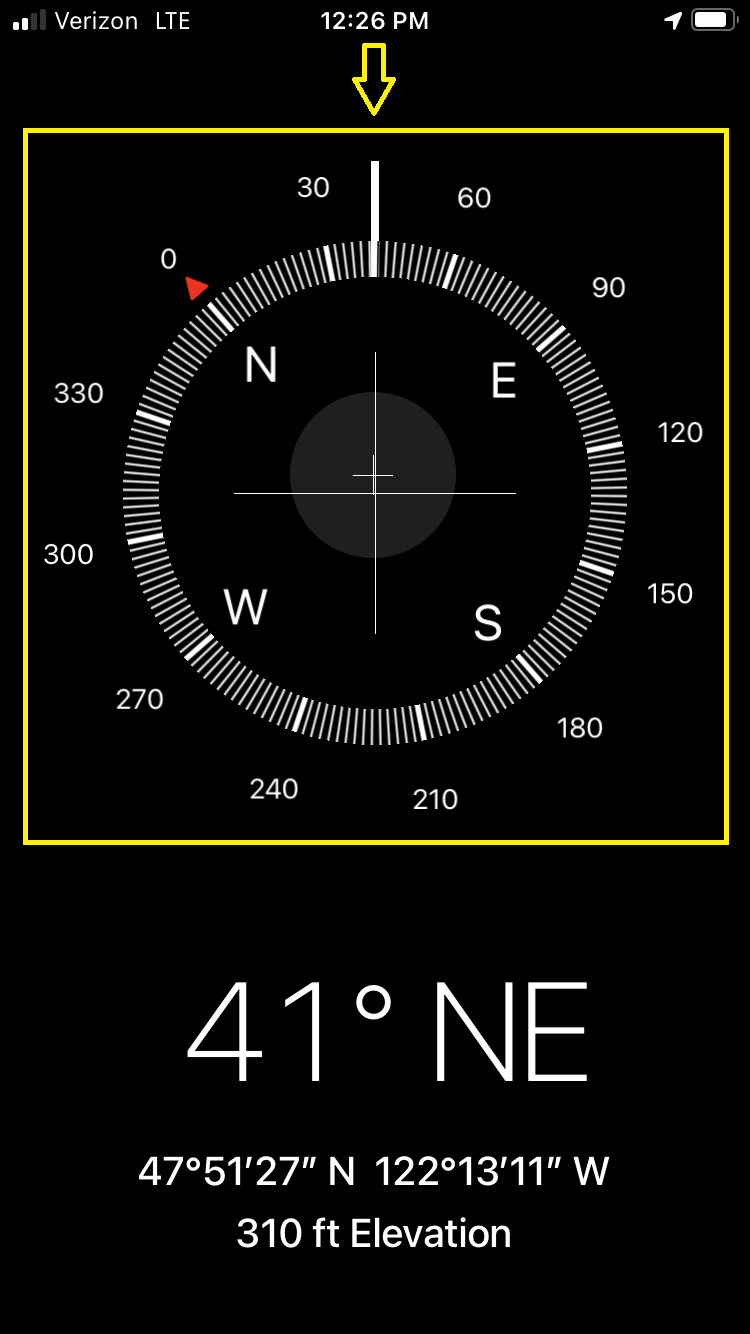 Verizon LTE 12:26 PM
30 60
0 90
N E
330 120
300 150
W S
270 180
240 210
41° NE
47°51′27″ N 122°13′11″ W
310 ft Elevation